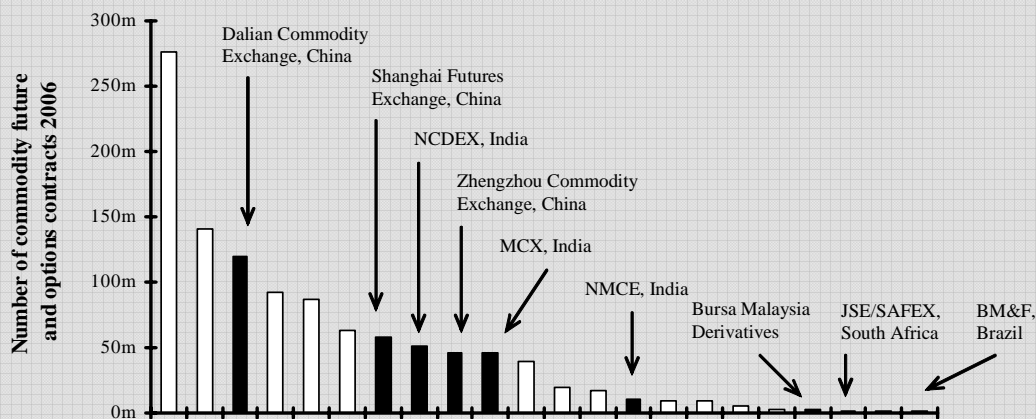 300m
250m
200m
150m
100m
50m
0m
Number of commodity future
and options contracts 2006
Dalian Commodity
Exchange, China
Shanghai Futures
Exchange, China
NCDEX, India
Zhengzhou Commodity
Exchange, China
MCX, India
NMCE, India
Bursa Malaysia
Derivatives
JSE/SAFEX,
South Africa
BM&F,
Brazil